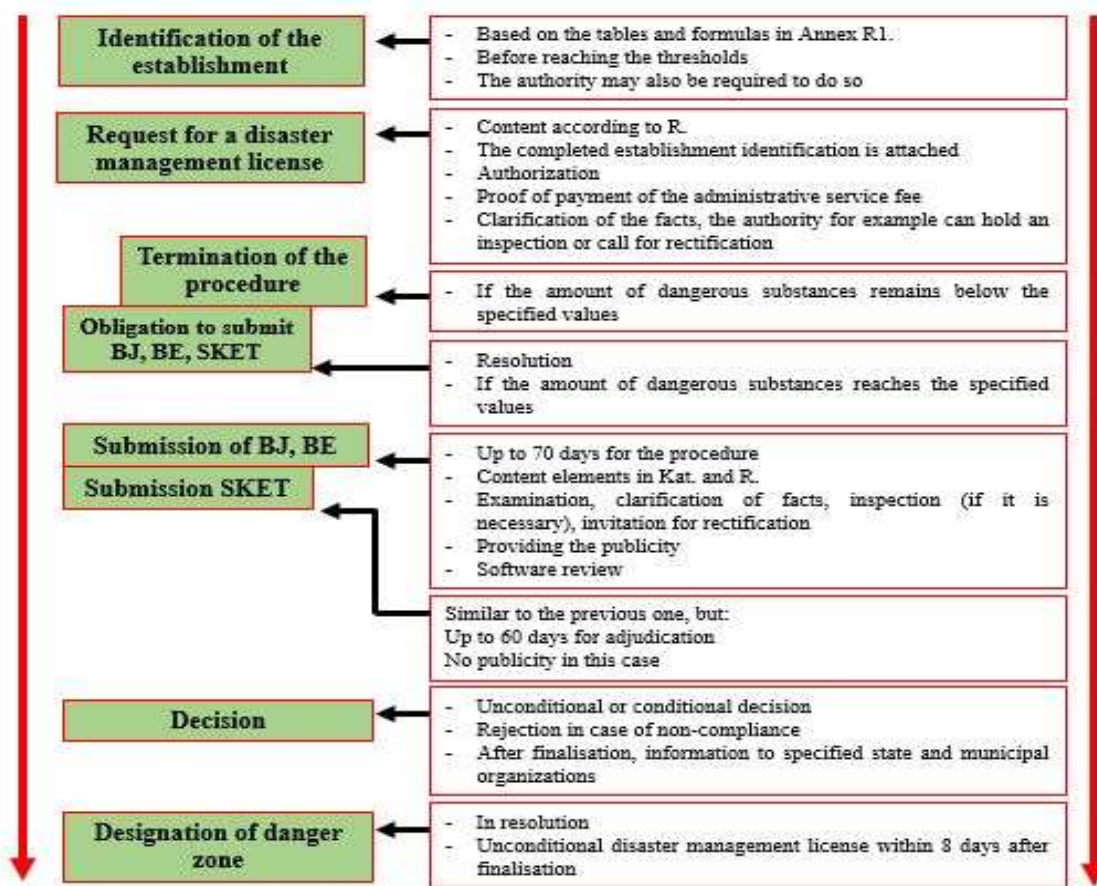 Identification of the
establishment
- Based on the tables and formulas in Annex R1.
- Before reaching the thresholds
- The authority may also be required to do so
Request for a disaster
management license
- Content according to R.
- The completed establishment identification is attached
- Authorization
- Proof of payment of the administrative service fee
- Clarification of the facts, the authority for example can hold an
inspection or call for rectification
Termination of the
procedure
- If the amount of dangerous substances remains below the
specified values
Obligation to submit
BJ, BE, SKET
- Resolution
- If the amount of dangerous substances reaches the specified
values
Submission of BJ, BE
- Up to 70 days for the procedure
- Content elements in Kat. and R.
- Examination, clarification of facts, inspection (if it is
necessary), invitation for rectification
- Providing the publicity
- Software review
Submission SKET
Similar to the previous one, but:
Up to 60 days for adjudication
No publicity in this case
Decision
- Unconditional or conditional decision
- Rejection in case of non-compliance
- After finalisation, information to specified state and municipal
organizations
Designation of danger
zone
- In resolution
- Unconditional disaster management license within 8 days after
finalisation